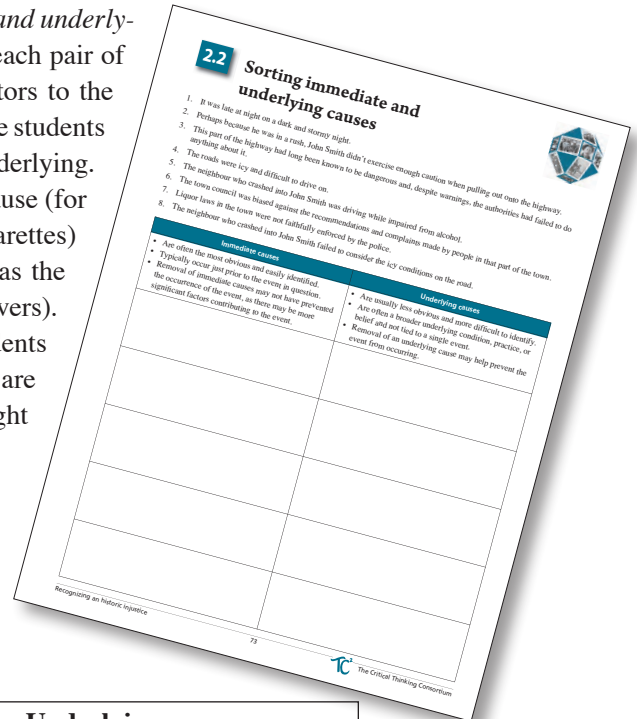 and underly-
each pair of
tors to the
e students
derlying.
use (for
arettes)
as the
vers).
ents
are
ght
2.2
Sorting immediate and
underlying causes
1. It was late at night on a dark and stormy night.
2. Perhaps because he was in a rush, John Smith didn't exercise enough caution when pulling out onto the highway.
3. This part of the highway had long been known to be dangerous and, despite warnings, the authorities had failed to do
anything about it.
4. The roads were icy and difficult to drive on.
5. The neighbour who crashed into John Smith was driving while impaired from alcohol.
6. The town council was biased against the recommendations and complaints made by people in that part of the town.
7. Liquor laws in the town were not faithfully enforced by the police.
8. The neighbour who crashed into John Smith failed to consider the icy conditions on the road.
Immediate causes
• Are often the most obvious and easily identified.
• Typically occur just prior to the event in question.
• Removal of immediate causes may not have prevented
the occurrence of the event, as there may be more
significant factors contributing to the event.
Underlying causes
• Are usually less obvious and more difficult to identify.
• Are often a broader underlying condition, practice, or
belief and not tied to a single event.
• Removal of an underlying cause may help prevent the
event from occurring.
Recognizing an historic injustice
73
TC²
The Critical Thinking Consortium